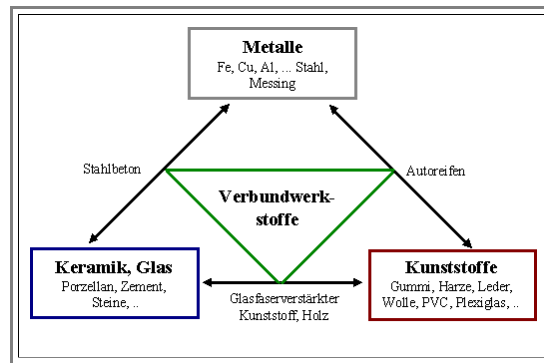 Metalle
Fe, Cu, Al, ... Stahl,
Messing
Stahlbeton
Autoreifen
Verbundwerk-
stoffe
Keramik, Glas
Porzellan, Zement,
Steine, ..
Glasfaserverstärkter
Kunststoff, Holz
Kunststoffe
Gummi, Harze, Leder,
Wolle, PVC, Plexiglas, ..